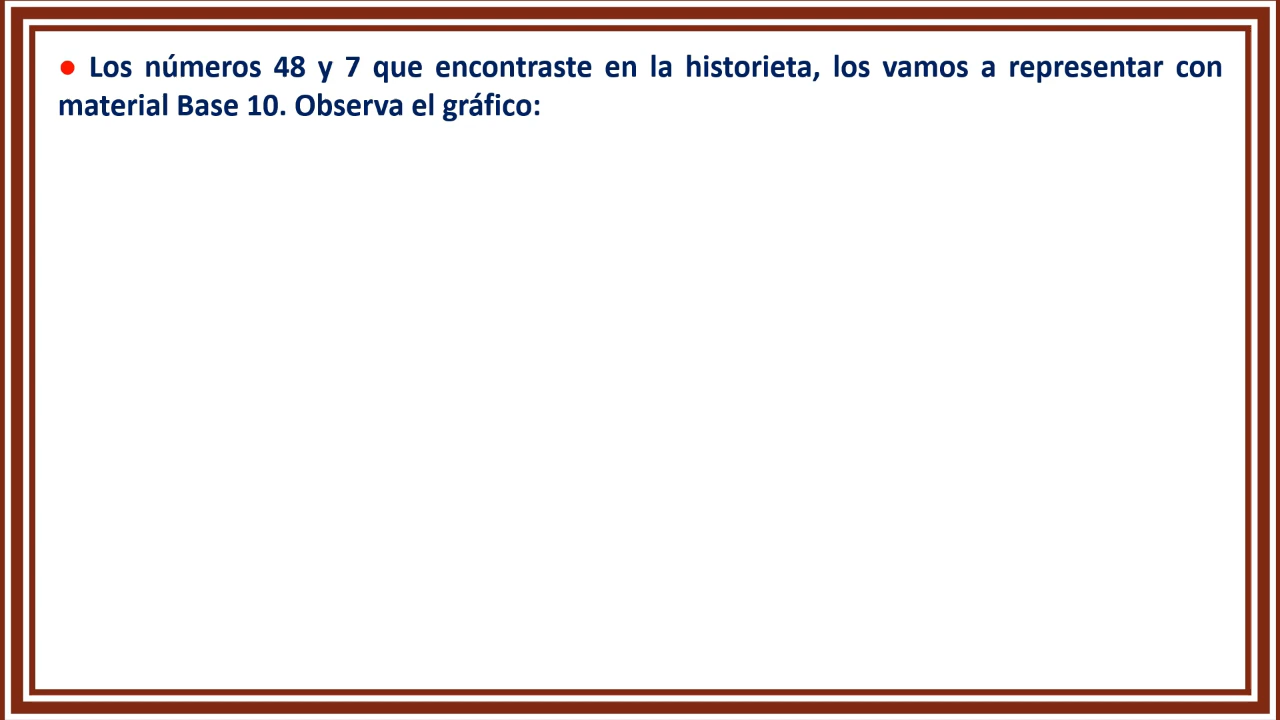 ● Los números 48 y 7 que encontraste en la historieta, los vamos a representar con
material Base 10. Observa el gráfico: